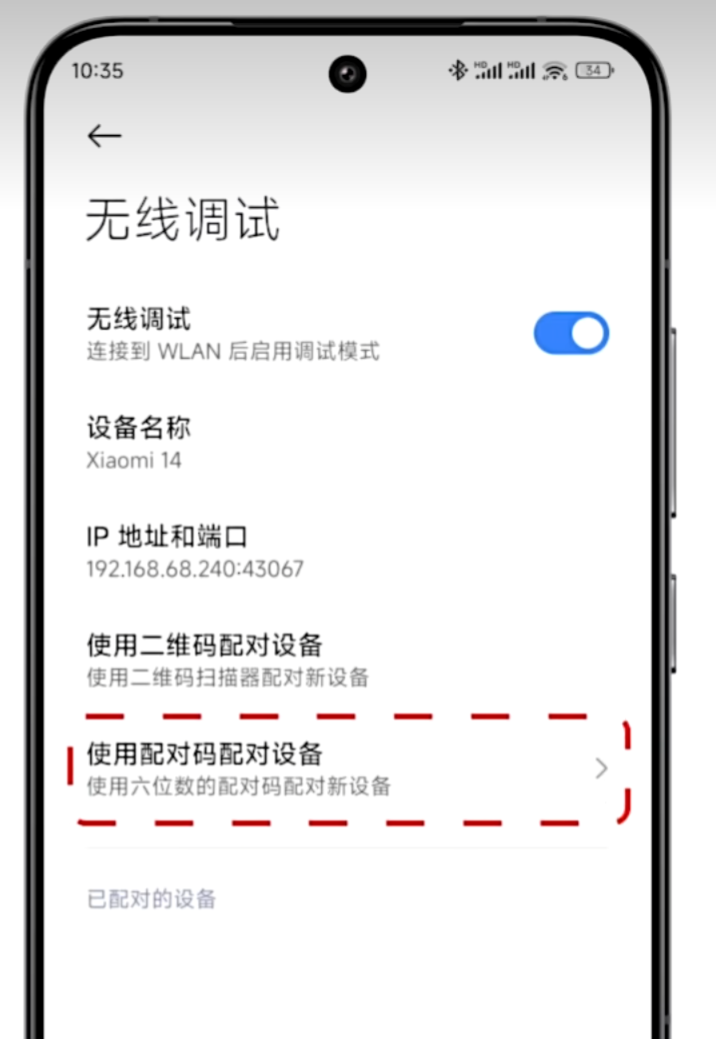 10:35
HD HD 6 34
无线调试
无线调试
连接到 WLAN 后启用调试模式
设备名称
Xiaomi 14
IP 地址和端口
192.168.68.240:43067
使用二维码配对设备
使用二维码扫描器配对新设备
使用配对码配对设备
使用六位数的配对码配对新设备
已配对的设备